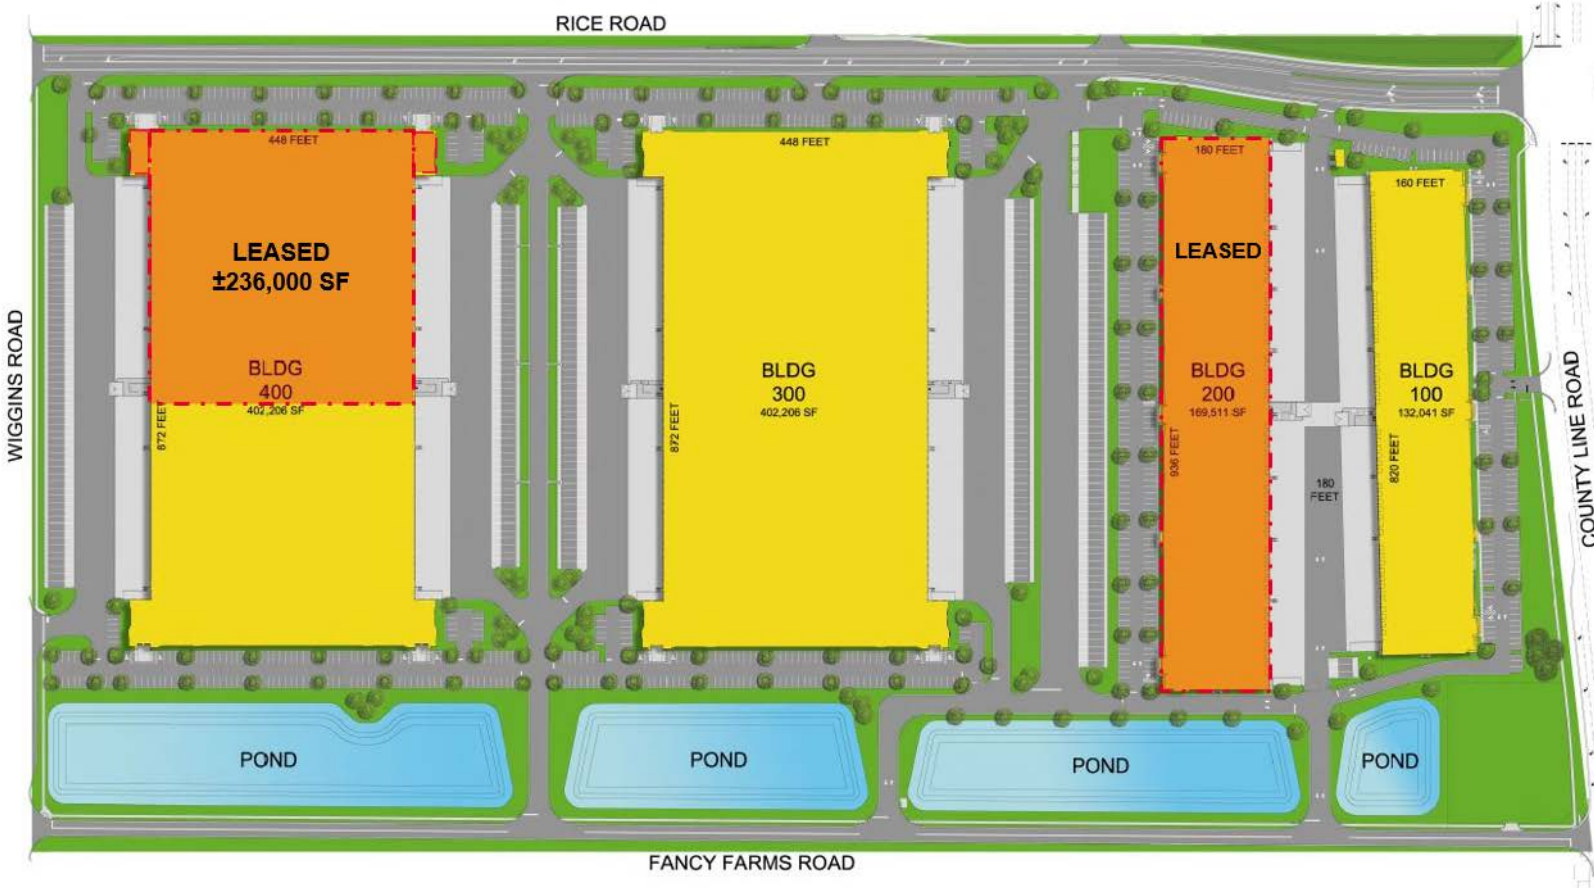 RICE ROAD
448 FEET
LEASED
±236,000 SF
BLDG
400
402,206 SF
872 FEET
448 FEET
BLDG
300
402,206 SF
872 FEET
180 FEET
LEASED
BLDG
200
169,511 SF
936 FEET
180
FEET
160 FEET
BLDG
100
132,041 SF
820 FEET
WIGGINS ROAD
COUNTY LINE ROAD
POND
POND
POND
POND
FANCY FARMS ROAD